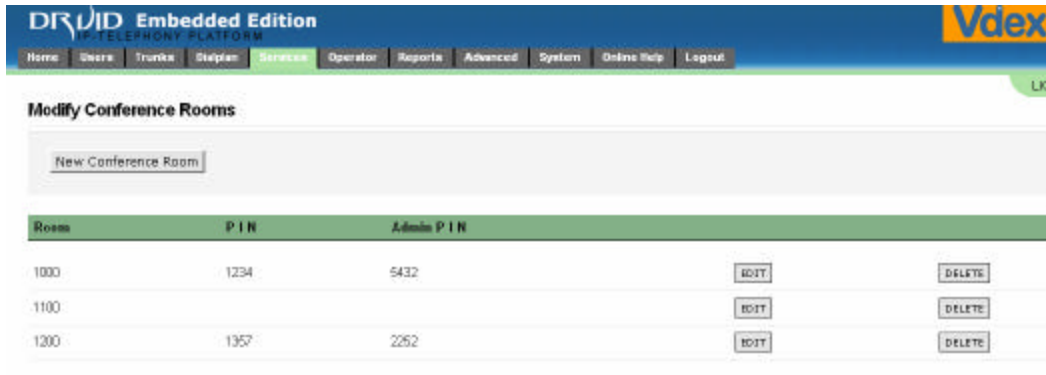 DRUID Embedded Edition
IP-TELEPHONY PLATFORM
Vdex
Home Users Trunks Dialplan Services Operator Reports Advanced System Online Help Logout
Modify Conference Rooms
New Conference Room
Room PIN Admin PIN
1000 1234 5432 EDIT DELETE
1100 EDIT DELETE
1200 1357 2252 EDIT DELETE